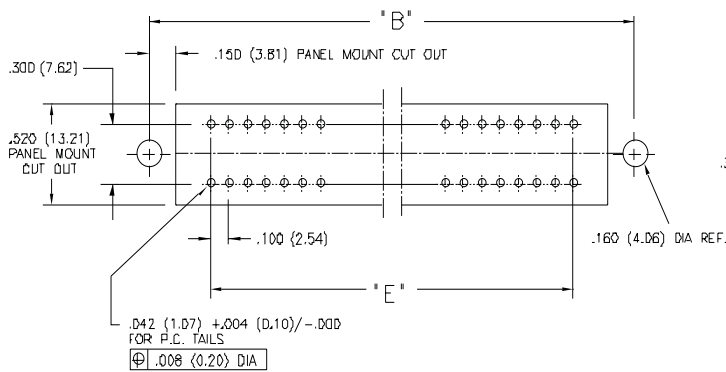 "B"
.150 (3.81) PANEL MOUNT CUT OUT
.300 (7.62)
.520 (13.21)
PANEL MOUNT
CUT OUT
.100 (2.54)
.160 (4.06) DIA REF.
"E"
.042 (1.07) +.004 (0.10)/-.000
FOR P.C. TAILS
⌖ .008 (0.20) DIA